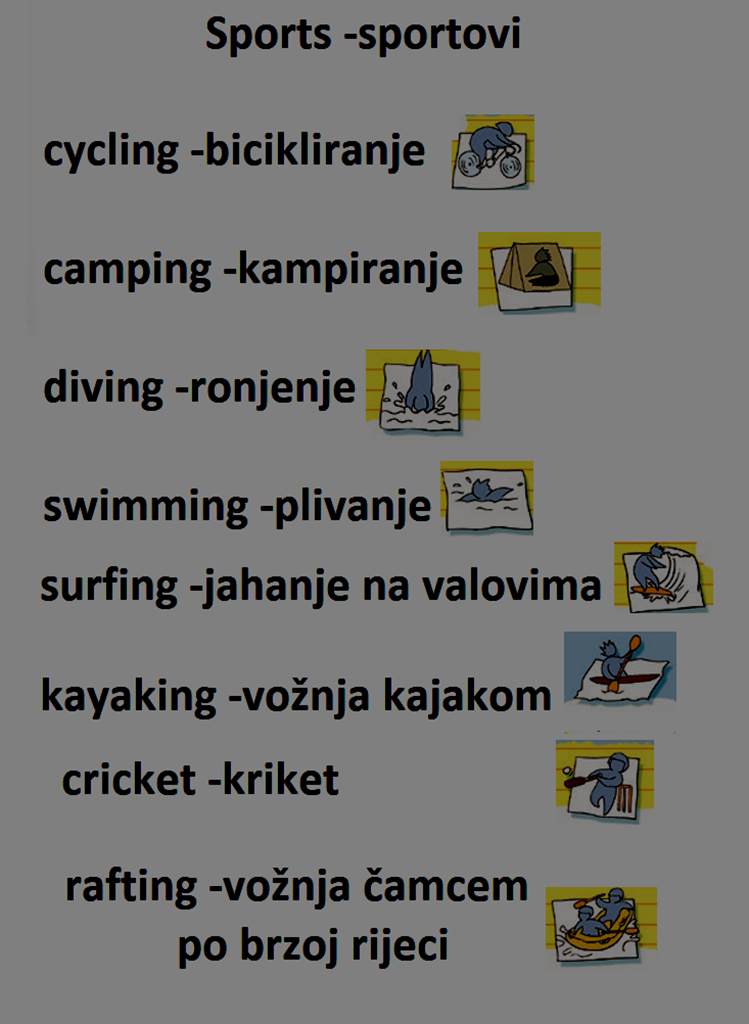 Sports -sportovi
cycling -bicikliranje
camping -kampiranje
diving -ronjenje
swimming -plivanje
surfing -jahanje na valovima
kayaking -vožnja kajakom
cricket -kriket
rafting -vožnja čamcem
po brzoj rijeci